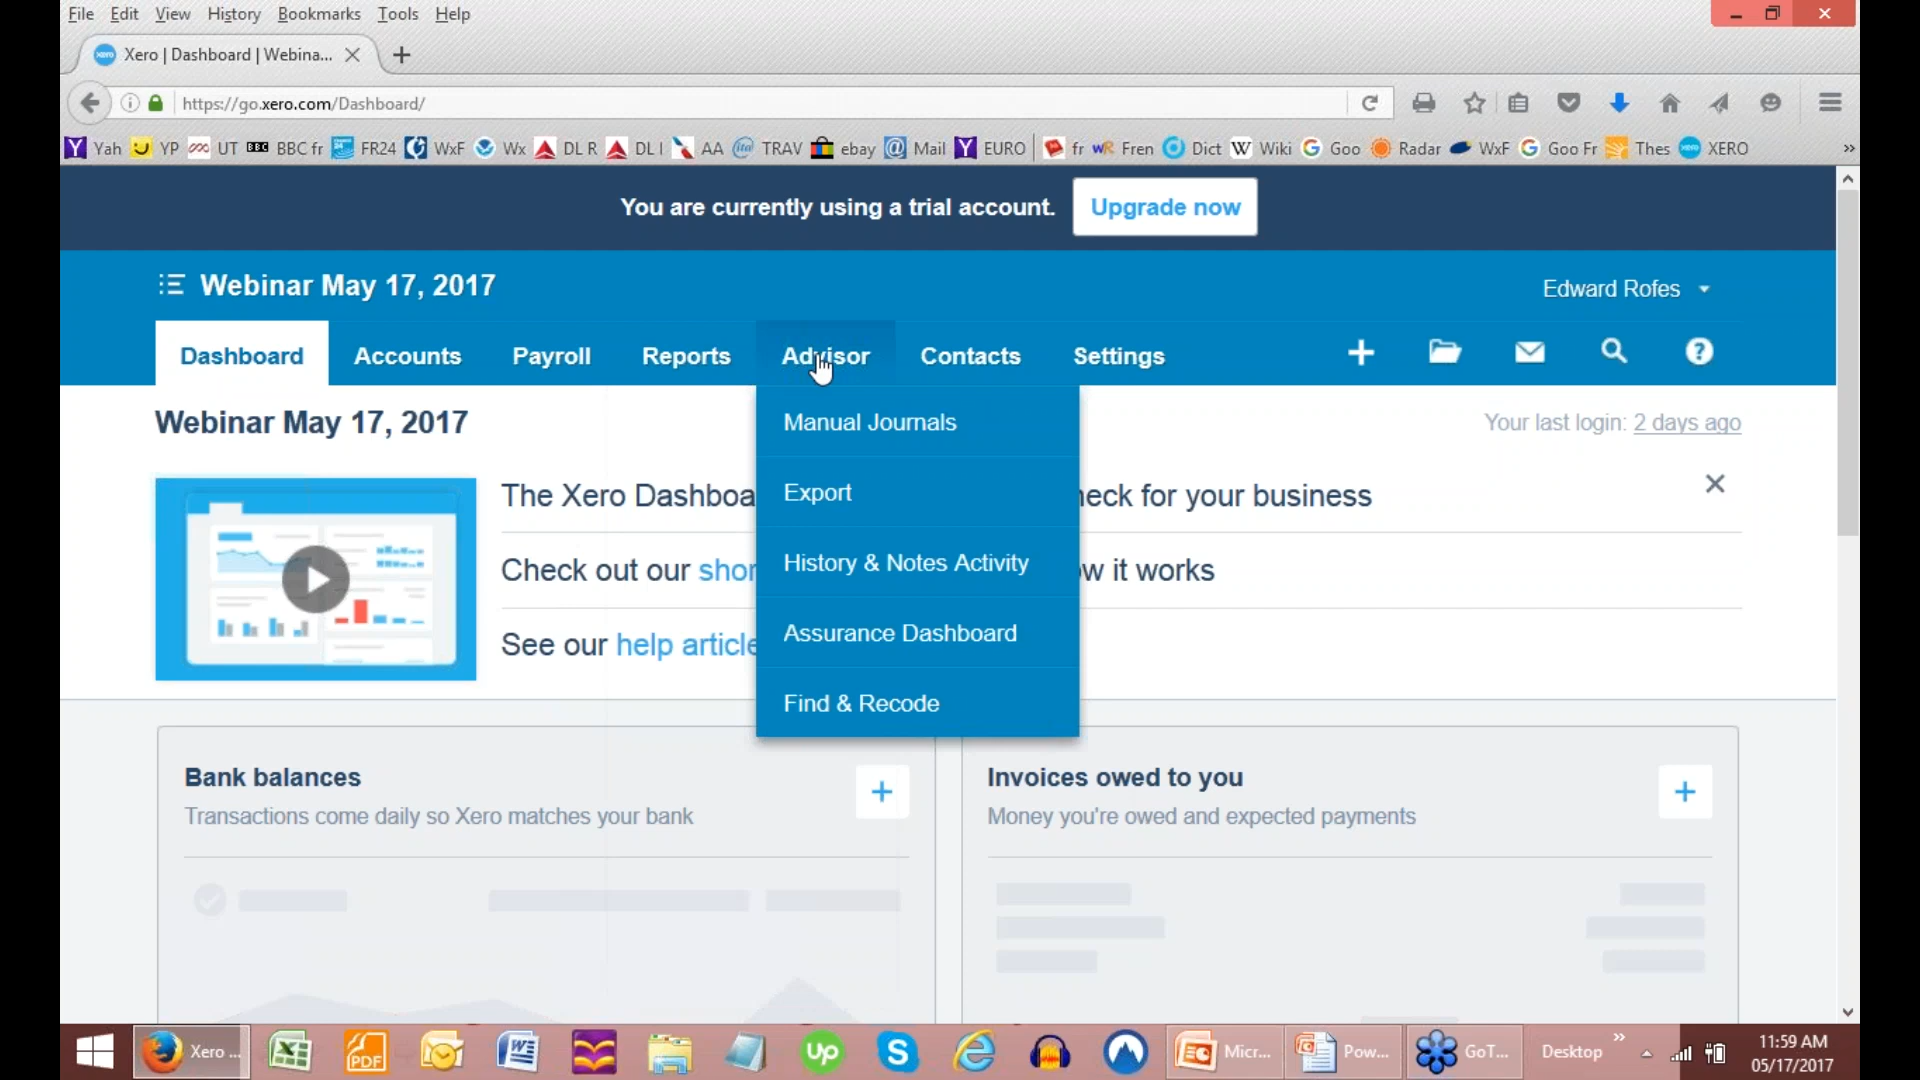 File Edit View History Bookmarks Tools Help
Xero | Dashboard | Webina...
https://go.xero.com/Dashboard/
Yah YP UT BBC BBC fr FR24 WxF Wx DL R DL I AA TRAV ebay Mail EURO fr Fren Dict Wiki Goo Radar WxF Goo Fr Thes XERO
You are currently using a trial account. Upgrade now
Webinar May 17, 2017
Edward Rofes
Dashboard Accounts Payroll Reports Advisor Contacts Settings
Webinar May 17, 2017
Your last login: 2 days ago
Manual Journals
Export
History & Notes Activity
Assurance Dashboard
Find & Recode
The Xero Dashboa heck for your business
Check out our shor ow it works
See our help article
Bank balances
Transactions come daily so Xero matches your bank
Invoices owed to you
Money you're owed and expected payments
Xero ... PDF Up Micr... Pow... GoT... Desktop
11:59 AM
05/17/2017